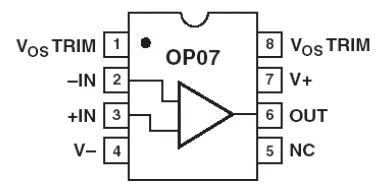 V_OS TRIM 1 OP07 8 V_OS TRIM
–IN 2 7 V+
+IN 3 6 OUT
V– 4 5 NC